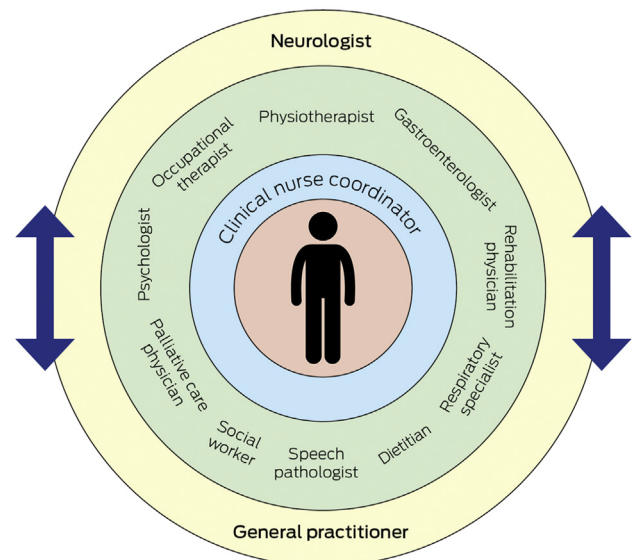 Neurologist
Physiotherapist
Gastroenterologist
Occupational
therapist
Clinical nurse coordinator
Psychologist
Rehabilitation
physician
Palliative care
physician
Respiratory
specialist
Social
worker
Speech
pathologist
Dietitian
General practitioner